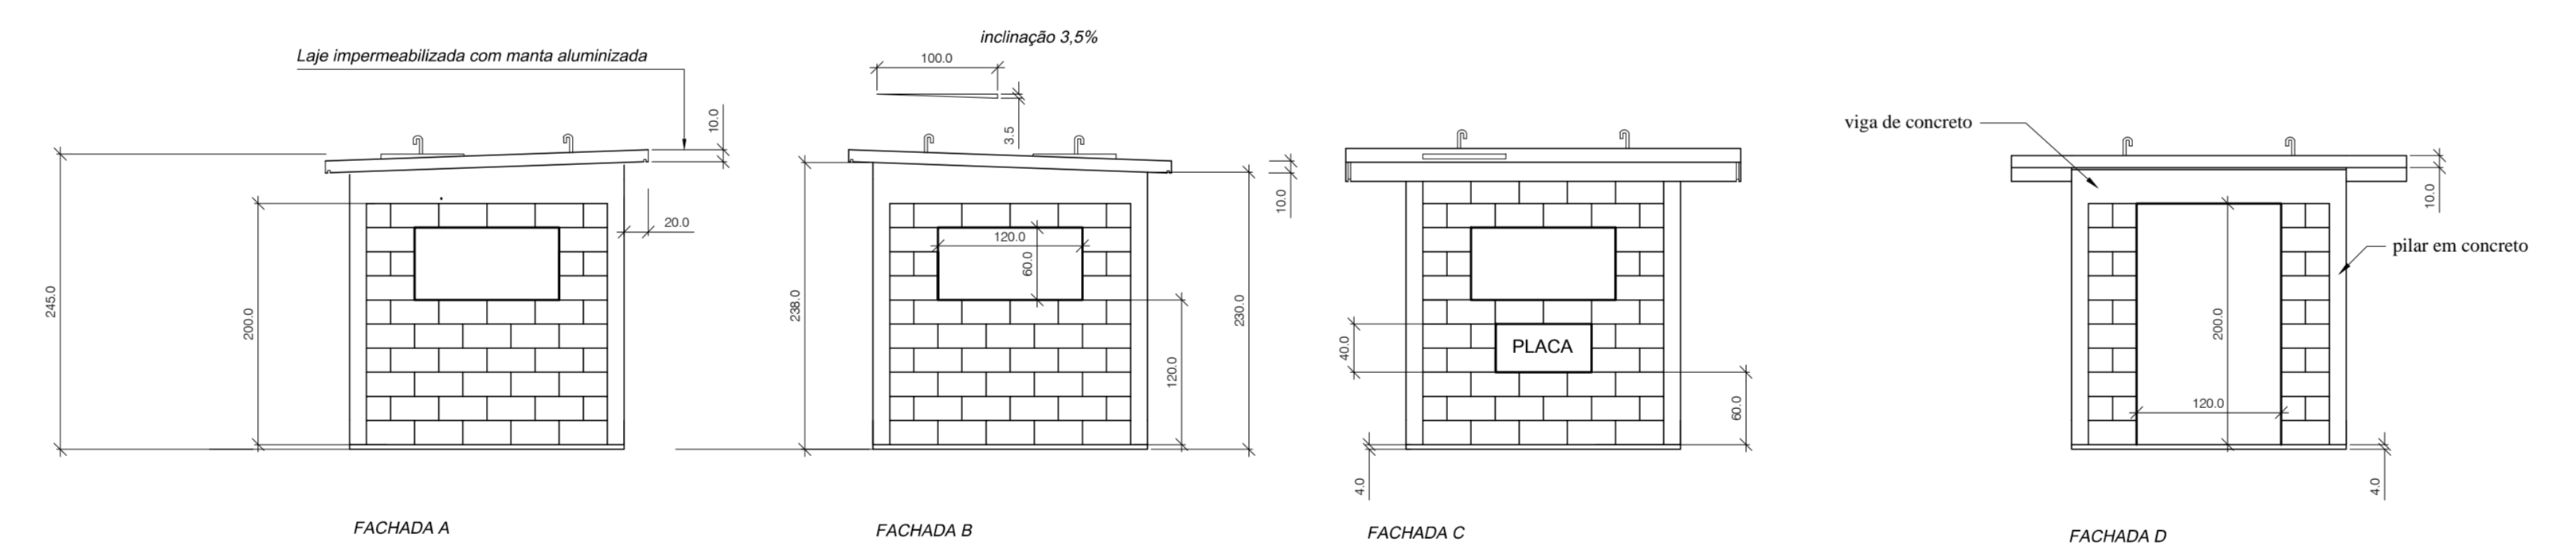 inclinação 3,5%
Laje impermeabilizada com manta aluminizada
100.0
3.5
10.0
20.0
245.0
200.0
FACHADA A
238.0
120.0
60.0
120.0
230.0
10.0
FACHADA B
40.0
PLACA
60.0
4.0
FACHADA C
viga de concreto
10.0
pilar em concreto
200.0
120.0
4.0
FACHADA D